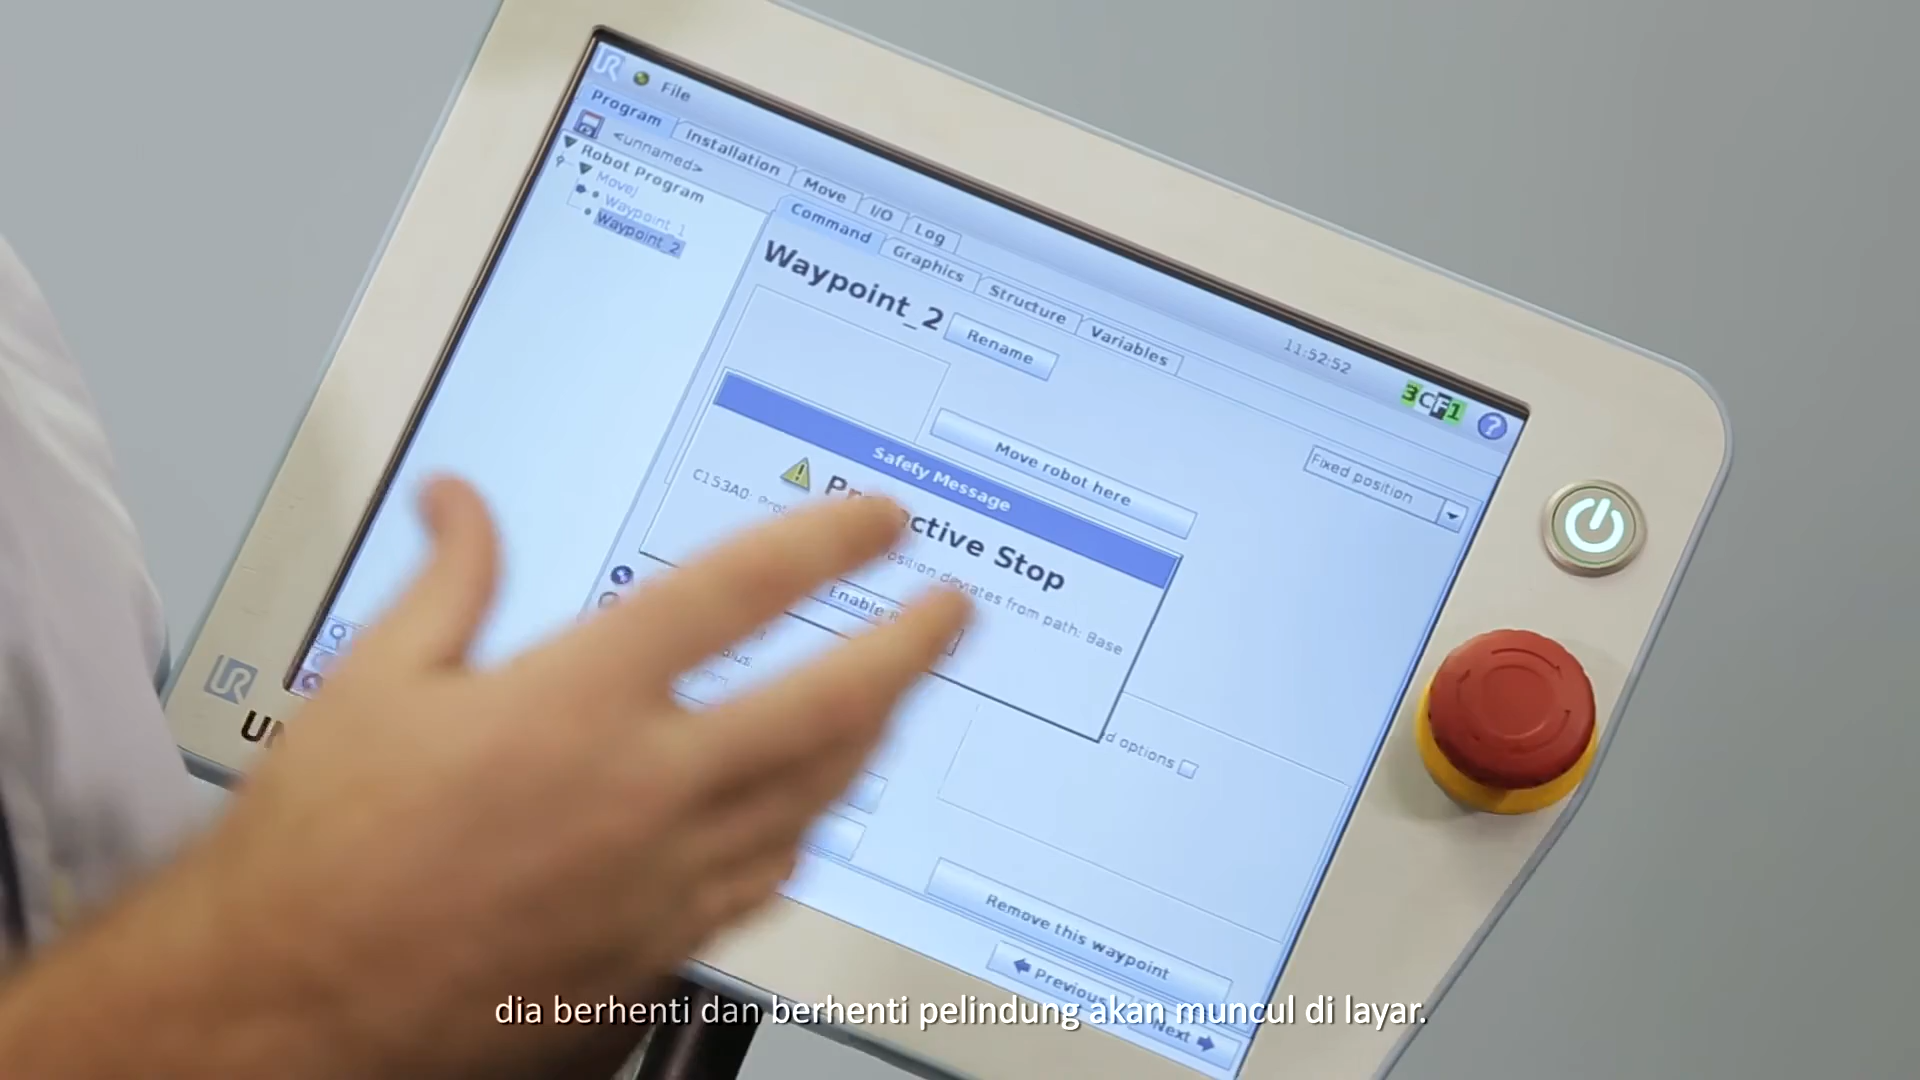 File
Program
Installation
Move
I/O
Log
<unnamed>
Robot Program
MoveJ
Waypoint_1
Waypoint_2
Command
Graphics
Structure
Variables
11:52:52
3CF1
?
Waypoint_2
Rename
Move robot here
Fixed position
Safety Message
Stop
C153A0:
deviates from path: Base
Enable
options
Remove this waypoint
Previous
Next
UR
dia berhenti dan berhenti pelindung akan muncul di layar.